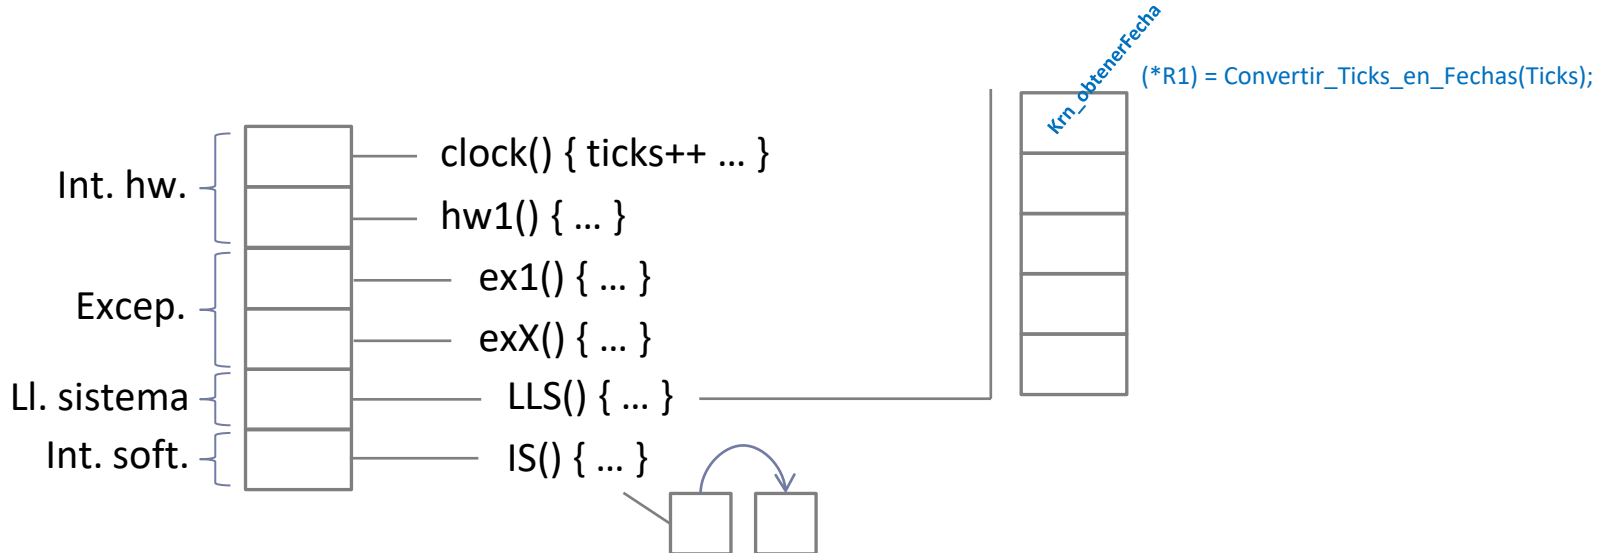 Krn_obtenerFecha
(*R1) = Convertir_Ticks_en_Fechas(Ticks);
Int. hw.
clock() { ticks++ … }
hw1() { … }
Excep.
ex1() { … }
exX() { … }
Ll. sistema
LLS() { … }
Int. soft.
IS() { … }